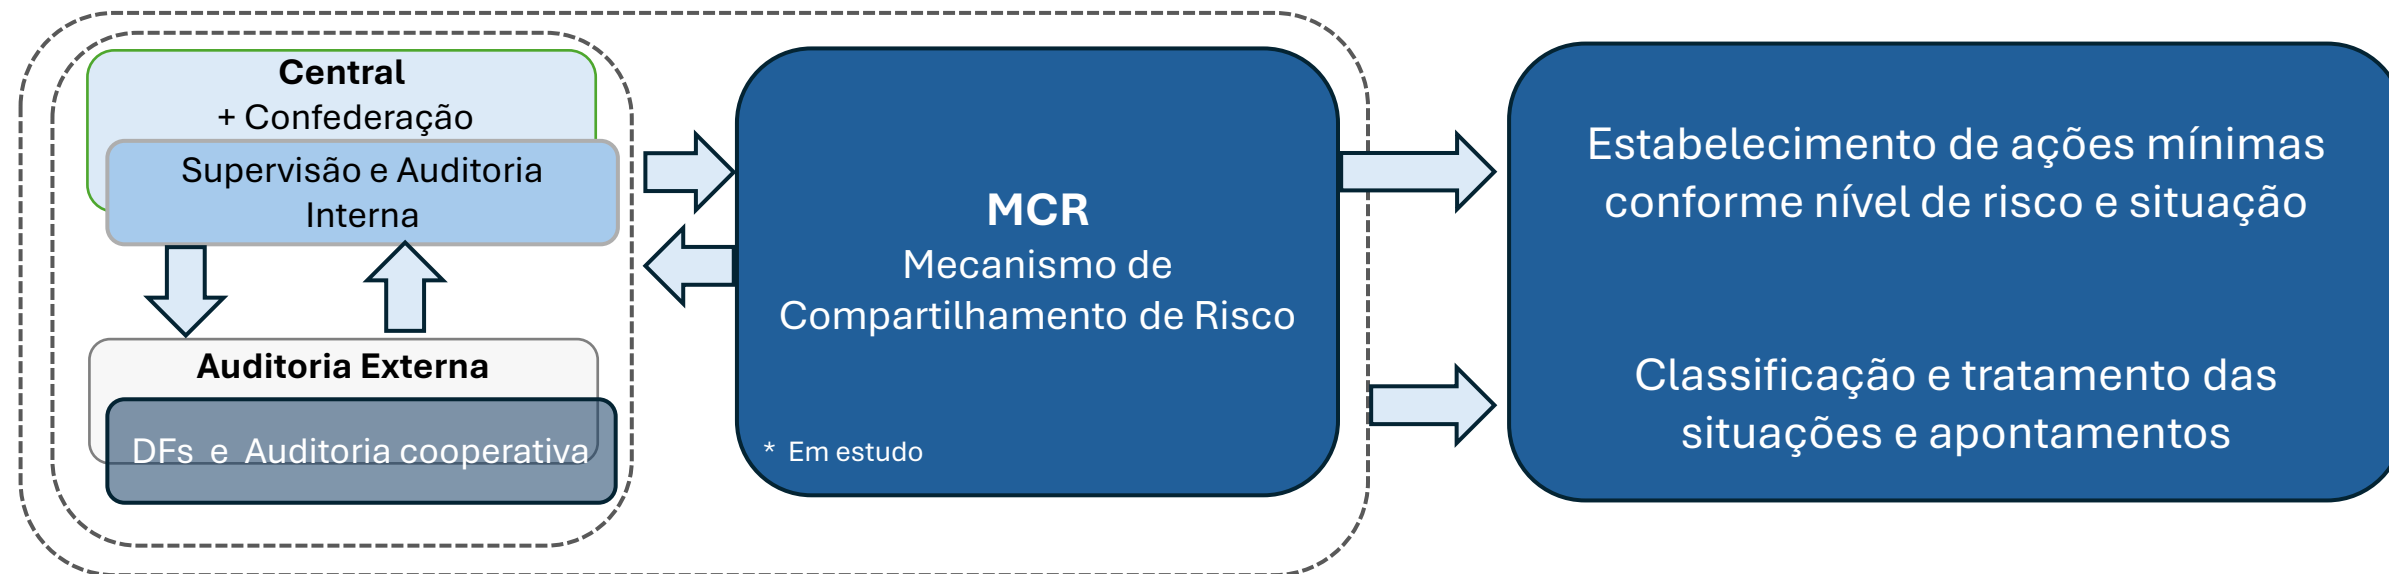 Central
+ Confederação
Supervisão e Auditoria
Interna
Auditoria Externa
DFs e Auditoria cooperativa
MCR
Mecanismo de
Compartilhamento de Risco
* Em estudo
Estabelecimento de ações mínimas
conforme nível de risco e situação
Classificação e tratamento das
situações e apontamentos